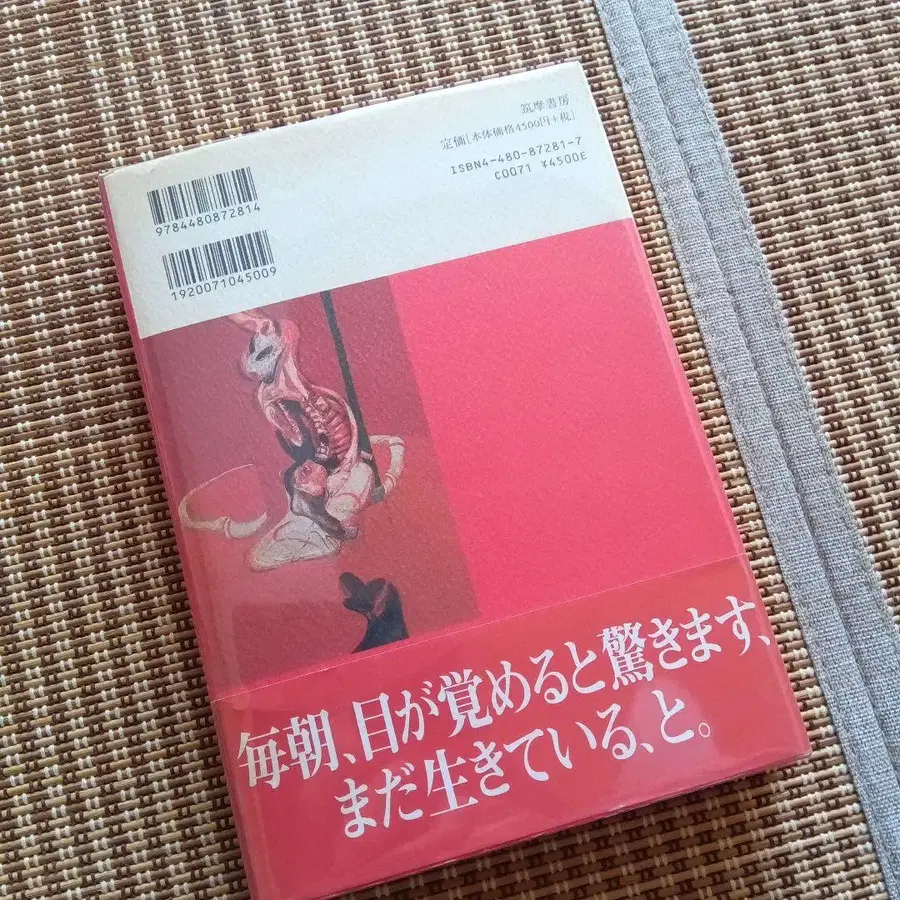 筑摩書房
定価[本体価格4500円+税]
ISBN4-480-87281-7
C0071 ¥4500E
9784480872814
1920071045009
毎朝、目が覚めると驚きます、
まだ生きている、と。